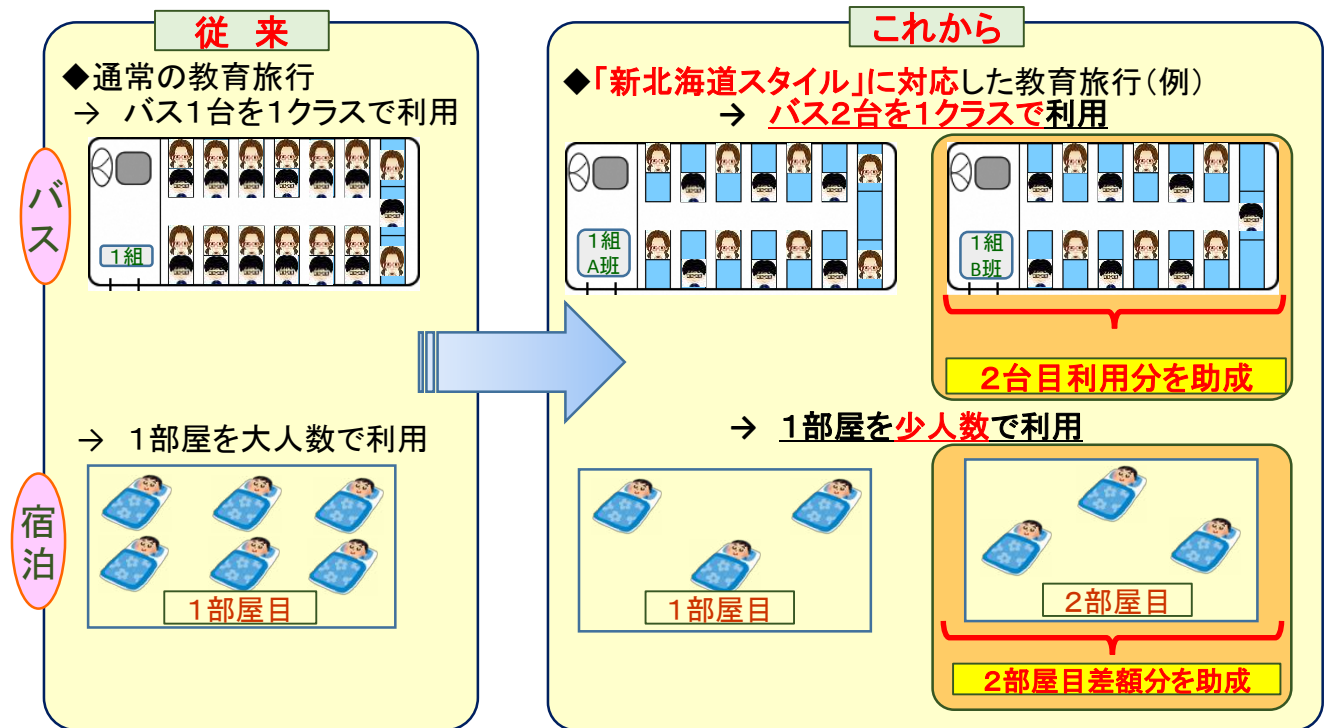 従 来
◆通常の教育旅行
→ バス1台を1クラスで利用
バス
1組
→ 1部屋を大人数で利用
宿泊
1部屋目
これから
◆「新北海道スタイル」に対応した教育旅行(例)
→ バス2台を1クラスで利用
1組
A班
1組
B班
2台目利用分を助成
→ 1部屋を少人数で利用
1部屋目
2部屋目
2部屋目差額分を助成